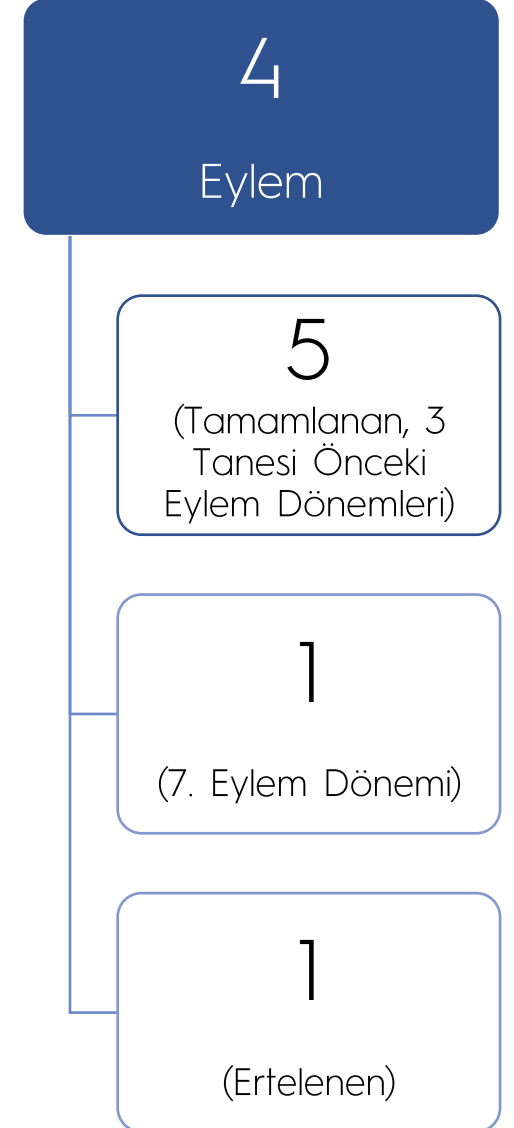 4
Eylem
5
(Tamamlanan, 3
Tanesi Önceki
Eylem Dönemleri)
1
(7. Eylem Dönemi)
1
(Ertelenen)